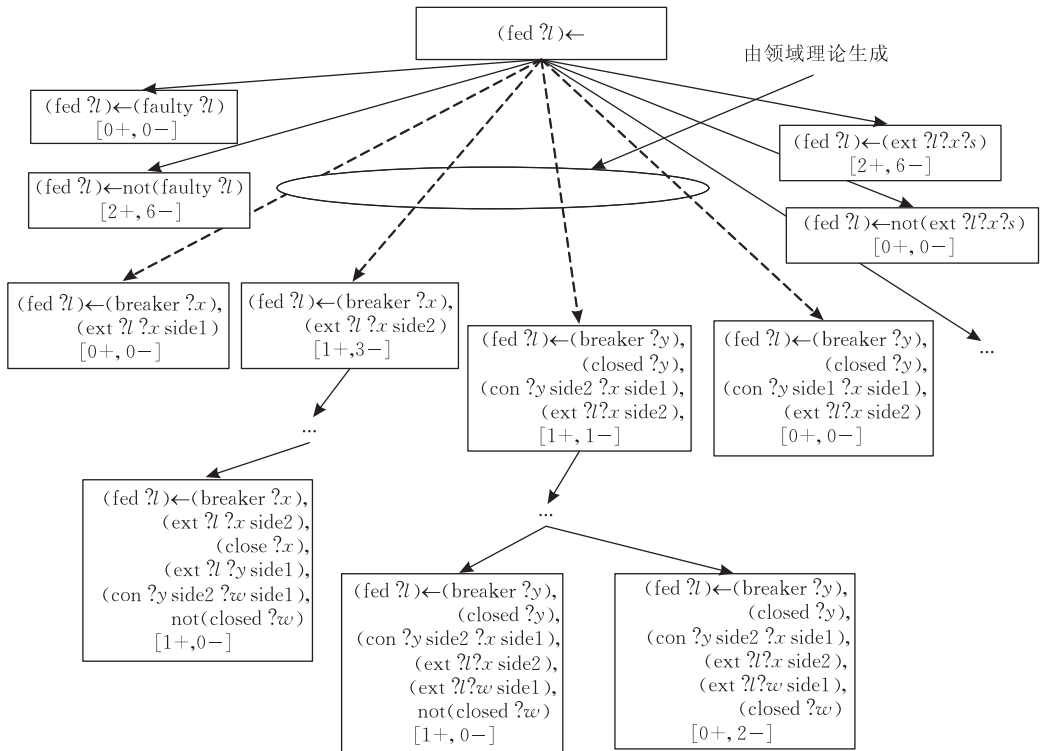 (fed ?l)←
由领域理论生成
(fed ?l)←(faulty ?l)
[0+, 0−]
(fed ?l)←not(faulty ?l)
[2+, 6−]
(fed ?l)←(ext ?l?x?s)
[2+, 6−]
(fed ?l)←not(ext ?l?x?s)
[0+, 0−]
(fed ?l)←(breaker ?x),
(ext ?l ?x side1)
[0+, 0−]
(fed ?l)←(breaker ?x),
(ext ?l ?x side2)
[1+,3−]
(fed ?l)←(breaker ?y),
(closed ?y),
(con ?y side2 ?x side1),
(ext ?l?x side2),
[1+, 1−]
(fed ?l)←(breaker ?y),
(closed ?y),
(con ?y side1 ?x side1),
(ext ?l?x side2)
[0+, 0−]
...
...
(fed ?l)←(breaker ?x),
(ext ?l ?x side2),
(close ?x),
(ext ?l ?y side1),
(con ?y side2 ?w side1),
not(closed ?w)
[1+,0−]
...
(fed ?l)←(breaker ?y),
(closed ?y),
(con ?y side2 ?x side1),
(ext ?l?x side2),
(ext ?l?w side1),
not(closed ?w)
[1+, 0−]
(fed ?l)←(breaker ?y),
(closed ?y),
(con ?y side2 ?x side1),
(ext ?l?x side2),
(ext ?l?w side1),
(closed ?w)
[0+, 2−]